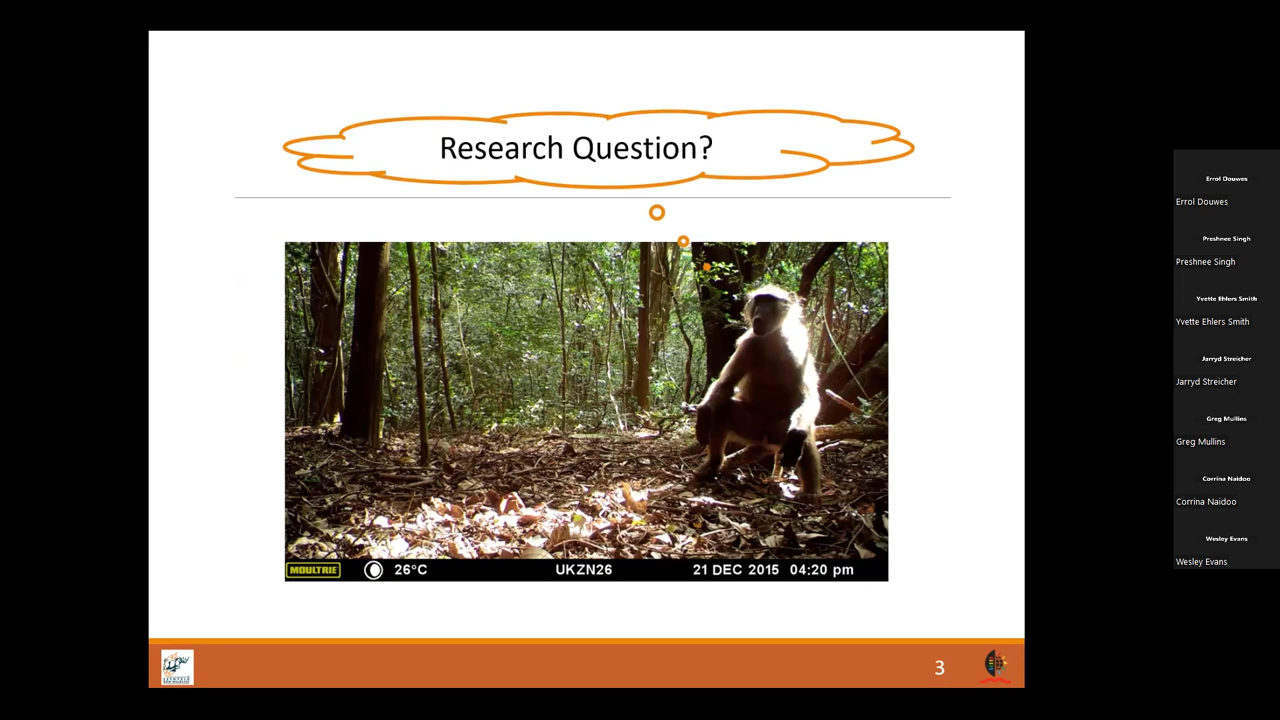 Research Question?
MOULTRIE 26°C UKZN26 21 DEC 2015 04:20 pm
3
Errol Douwes
Errol Douwes
Preshnee Singh
Preshnee Singh
Yvette Ehlers Smith
Yvette Ehlers Smith
Jarryd Streicher
Jarryd Streicher
Greg Mullins
Greg Mullins
Corrina Naidoo
Corrina Naidoo
Wesley Evans
Wesley Evans